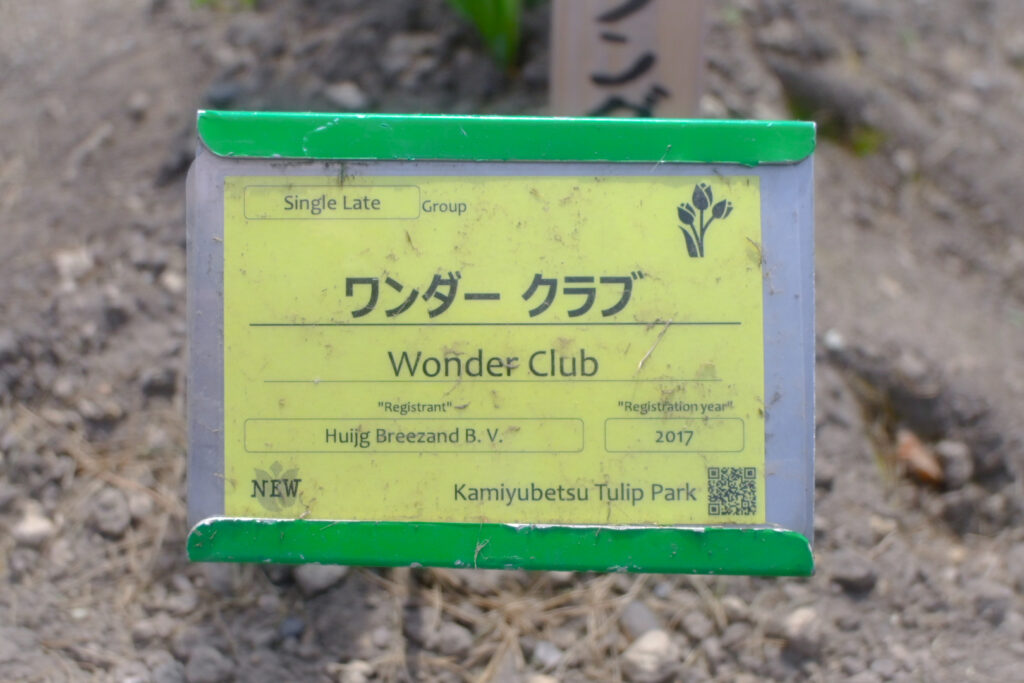 Single Late Group
ワンダー クラブ
Wonder Club
"Registrant" "Registration year"
Huijg Breezand B. V. 2017
NEW Kamiyubetsu Tulip Park